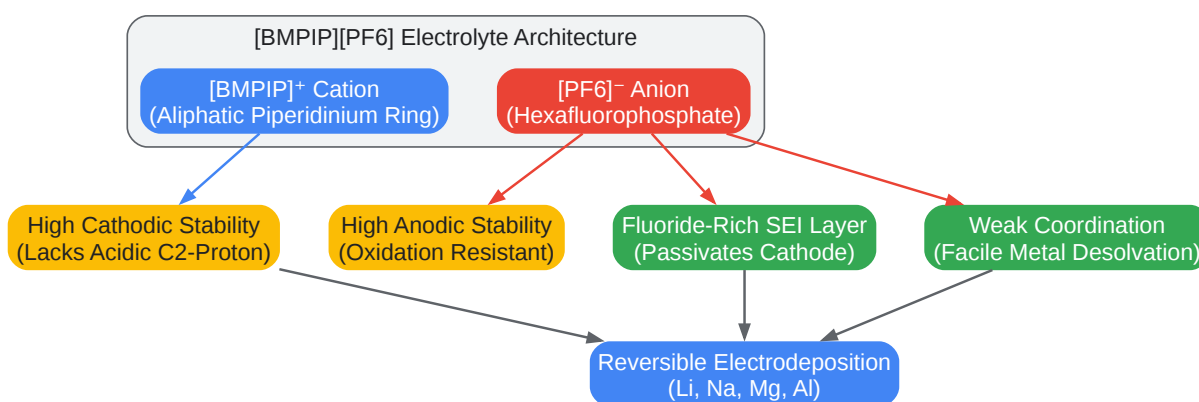 [BMPIP][PF6] Electrolyte Architecture
[BMPIP]⁺ Cation
(Aliphatic Piperidinium Ring)
[PF6]⁻ Anion
(Hexafluorophosphate)
High Cathodic Stability
(Lacks Acidic C2-Proton)
High Anodic Stability
(Oxidation Resistant)
Fluoride-Rich SEI Layer
(Passivates Cathode)
Weak Coordination
(Facile Metal Desolvation)
Reversible Electrodeposition
(Li, Na, Mg, Al)